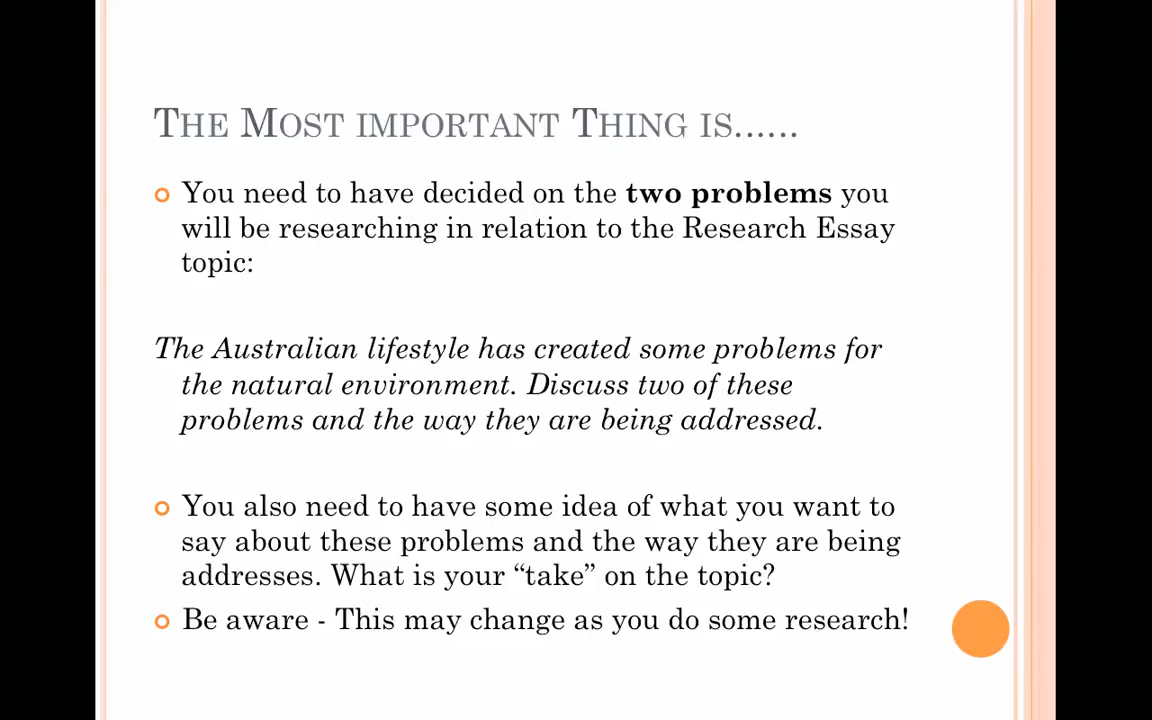 The Most important Thing is......
You need to have decided on the two problems you
will be researching in relation to the Research Essay
topic:
The Australian lifestyle has created some problems for
the natural environment. Discuss two of these
problems and the way they are being addressed.
You also need to have some idea of what you want to
say about these problems and the way they are being
addresses. What is your “take” on the topic?
Be aware - This may change as you do some research!